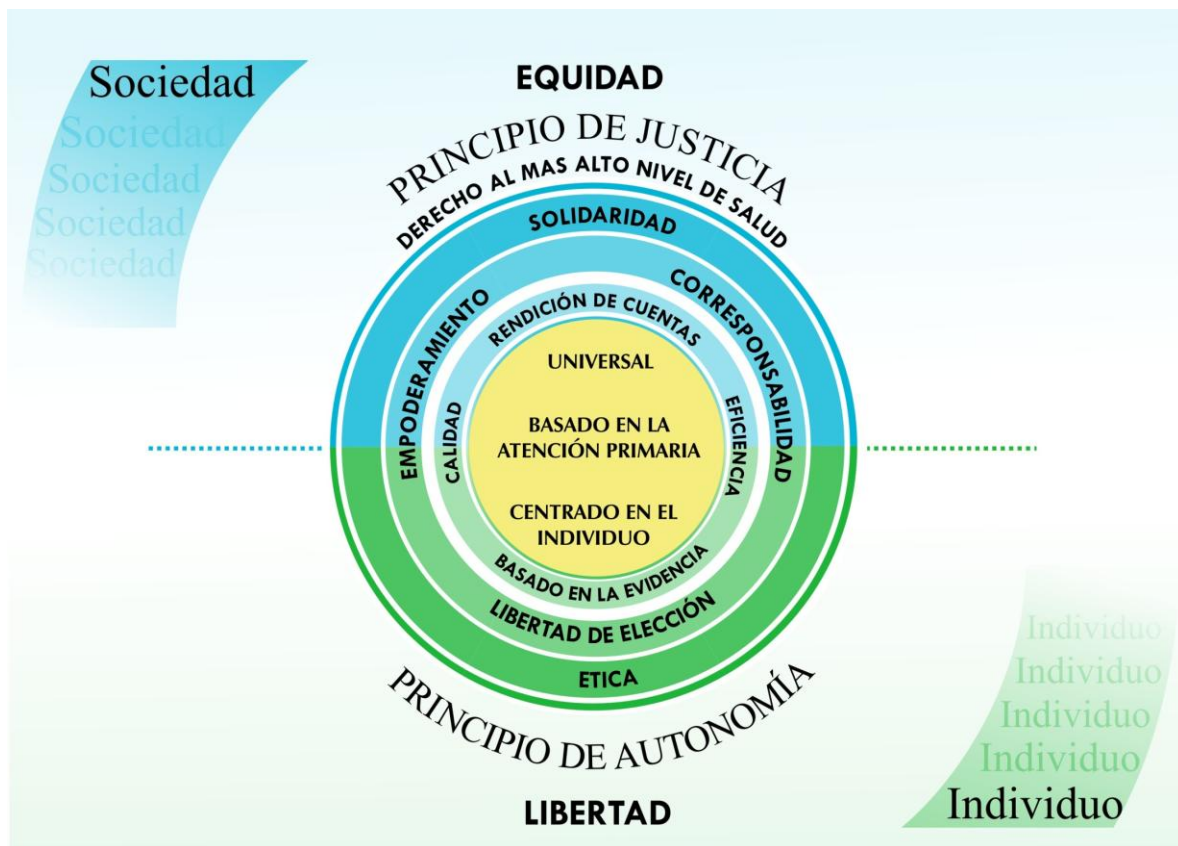 Sociedad
Sociedad
Sociedad
Sociedad
Sociedad
EQUIDAD
PRINCIPIO DE JUSTICIA
DERECHO AL MAS ALTO NIVEL DE SALUD
SOLIDARIDAD
EMPODERAMIENTO
CORRESPONSABILIDAD
RENDICIÓN DE CUENTAS
CALIDAD
EFICIENCIA
UNIVERSAL
BASADO EN LA
ATENCIÓN PRIMARIA
CENTRADO EN EL
INDIVIDUO
BASADO EN LA EVIDENCIA
LIBERTAD DE ELECCIÓN
ETICA
PRINCIPIO DE AUTONOMÍA
LIBERTAD
Individuo
Individuo
Individuo
Individuo
Individuo